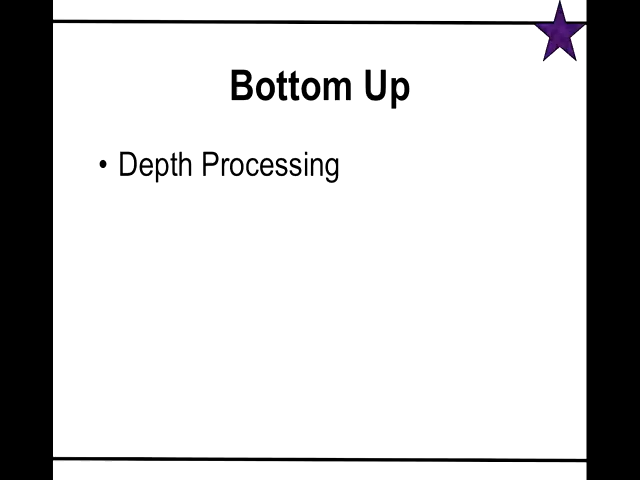 Bottom Up
• Depth Processing